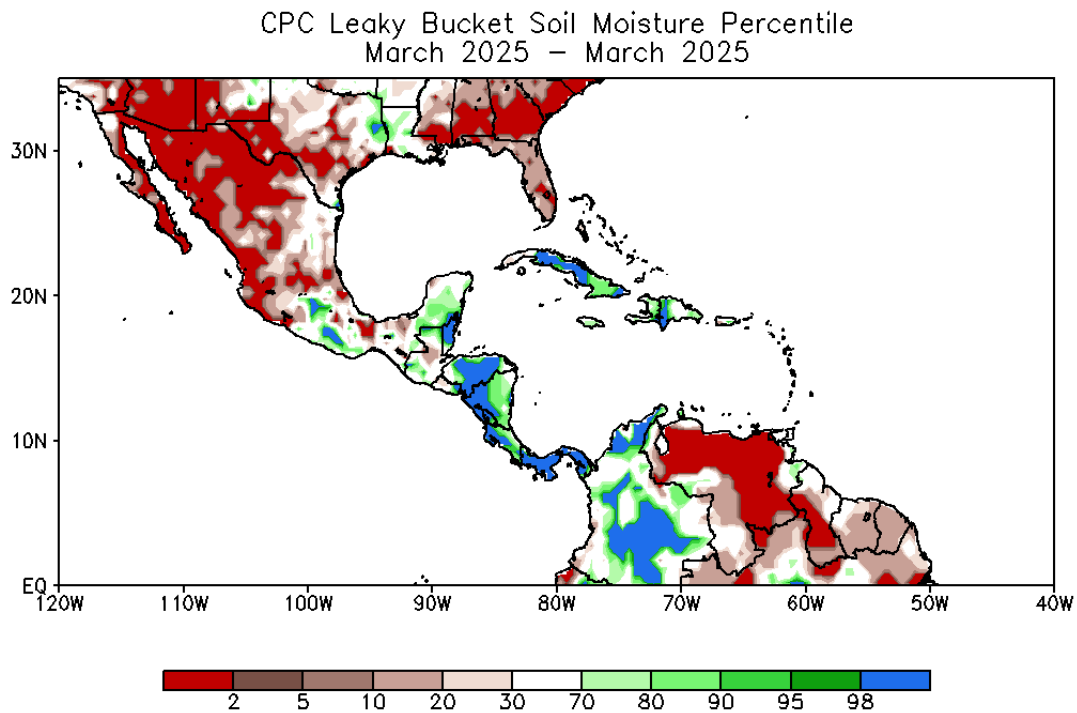 CPC Leaky Bucket Soil Moisture Percentile
March 2025 – March 2025
30N
20N
10N
EQ
120W 110W 100W 90W 80W 70W 60W 50W 40W
2 5 10 20 30 70 80 90 95 98